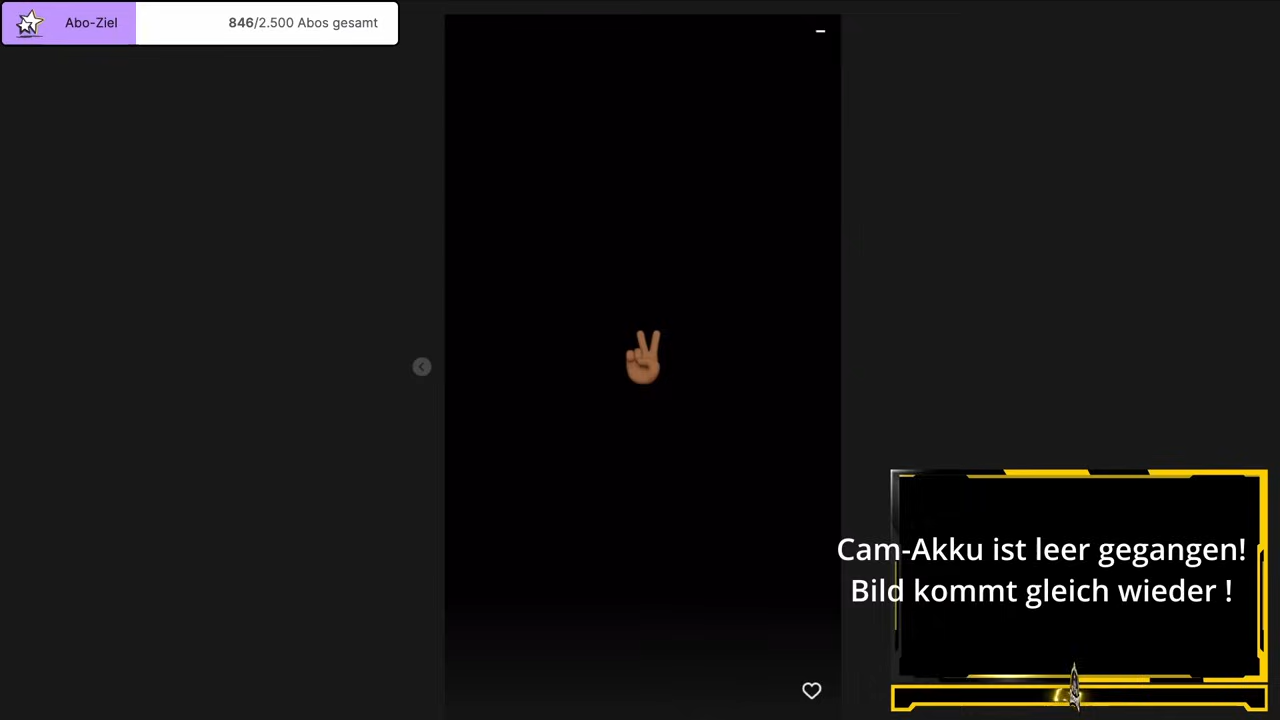 Abo-Ziel
846/2.500 Abos gesamt
Cam-Akku ist leer gegangen!
Bild kommt gleich wieder !